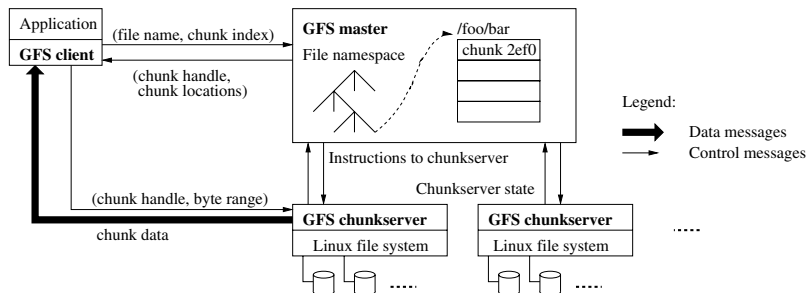 Application
GFS client
(file name, chunk index)
(chunk handle,
chunk locations)
GFS master
File namespace
/foo/bar
chunk 2ef0
Legend:
Data messages
Control messages
Instructions to chunkserver
Chunkserver state
(chunk handle, byte range)
chunk data
GFS chunkserver
Linux file system
GFS chunkserver
Linux file system